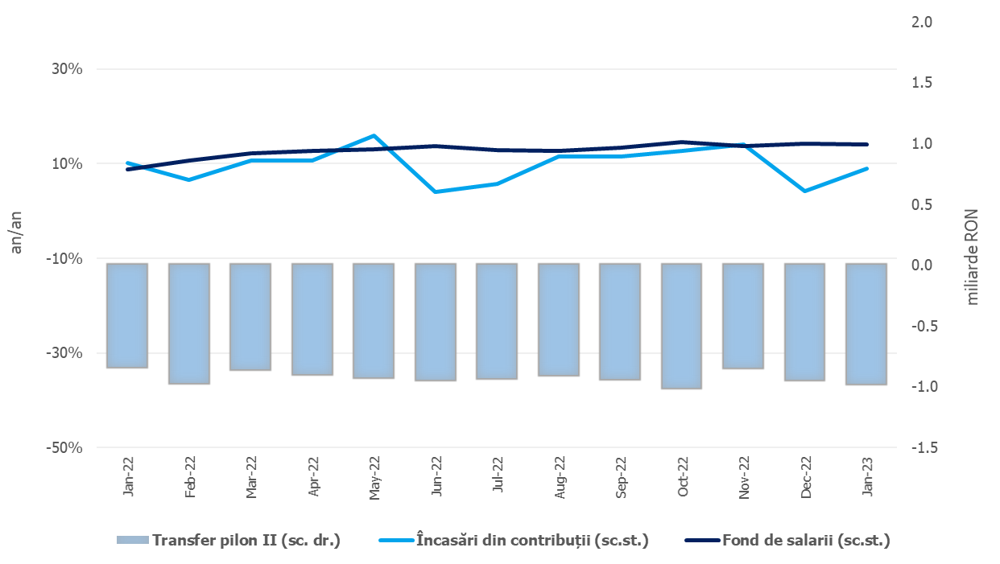 30%
10%
-10%
-30%
-50%
an/an
2.0
1.5
1.0
0.5
0.0
-0.5
-1.0
-1.5
miliarde RON
Jan-22
Feb-22
Mar-22
Apr-22
May-22
Jun-22
Jul-22
Aug-22
Sep-22
Oct-22
Nov-22
Dec-22
Jan-23
Transfer pilon II (sc. dr.)
Încasări din contribuții (sc.st.)
Fond de salarii (sc.st.)